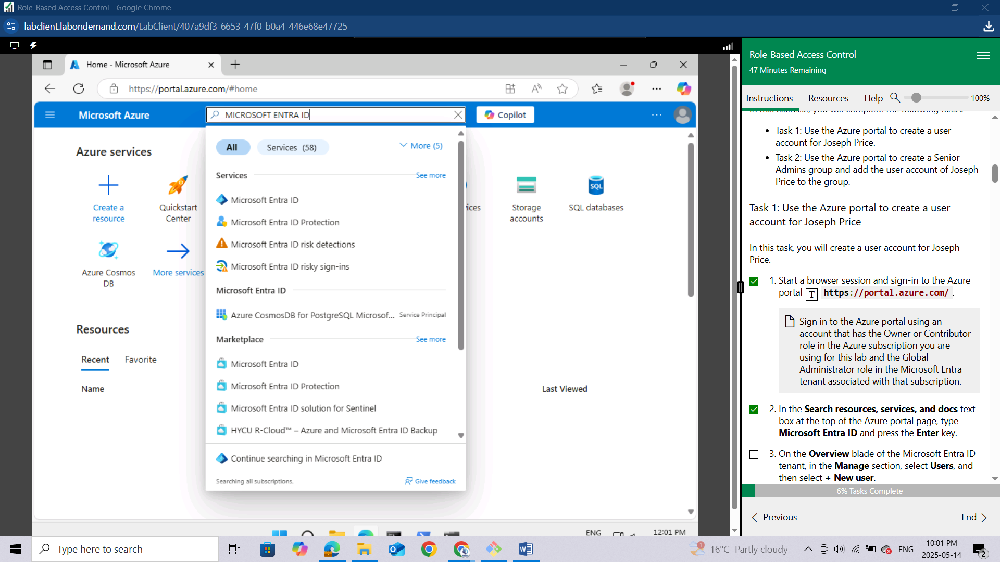 Role-Based Access Control - Google Chrome
labclient.labondemand.com/LabClient/407a9df3-6653-47f0-b0a4-446e68e47725
Home - Microsoft Azure
https://portal.azure.com/#home
Microsoft Azure
MICROSOFT ENTRA ID
Copilot
Azure services
Create a
resource
Quickstart
Center
ices
Storage
accounts
SQL
SQL databases
Azure Cosmos
DB
More services
Resources
Recent
Favorite
Name
Last Viewed
All
Services (58)
More (5)
Services
See more
Microsoft Entra ID
Microsoft Entra ID Protection
Microsoft Entra ID risk detections
Microsoft Entra ID risky sign-ins
Microsoft Entra ID
Azure CosmosDB for PostgreSQL Microsof... Service Principal
Marketplace
See more
Microsoft Entra ID
Microsoft Entra ID Protection
Microsoft Entra ID solution for Sentinel
HYCU R-Cloud™ – Azure and Microsoft Entra ID Backup
Continue searching in Microsoft Entra ID
Searching all subscriptions.
Give feedback
ENG
12:01 PM
Role-Based Access Control
47 Minutes Remaining
Instructions
Resources
Help
100%
In this exercise, you will complete the following tasks:
• Task 1: Use the Azure portal to create a user
account for Joseph Price.
• Task 2: Use the Azure portal to create a Senior
Admins group and add the user account of Joseph
Price to the group.
Task 1: Use the Azure portal to create a user
account for Joseph Price
In this task, you will create a user account for Joseph
Price.
1. Start a browser session and sign-in to the Azure
portal T https://portal.azure.com/ .
Sign in to the Azure portal using an
account that has the Owner or Contributor
role in the Azure subscription you are
using for this lab and the Global
Administrator role in the Microsoft Entra
tenant associated with that subscription.
2. In the Search resources, services, and docs text
box at the top of the Azure portal page, type
Microsoft Entra ID and press the Enter key.
3. On the Overview blade of the Microsoft Entra ID
tenant, in the Manage section, select Users, and
then select + New user.
6% Tasks Complete
Previous
End
Type here to search
1
16°C Partly cloudy
ENG
10:01 PM
2025-05-14
2